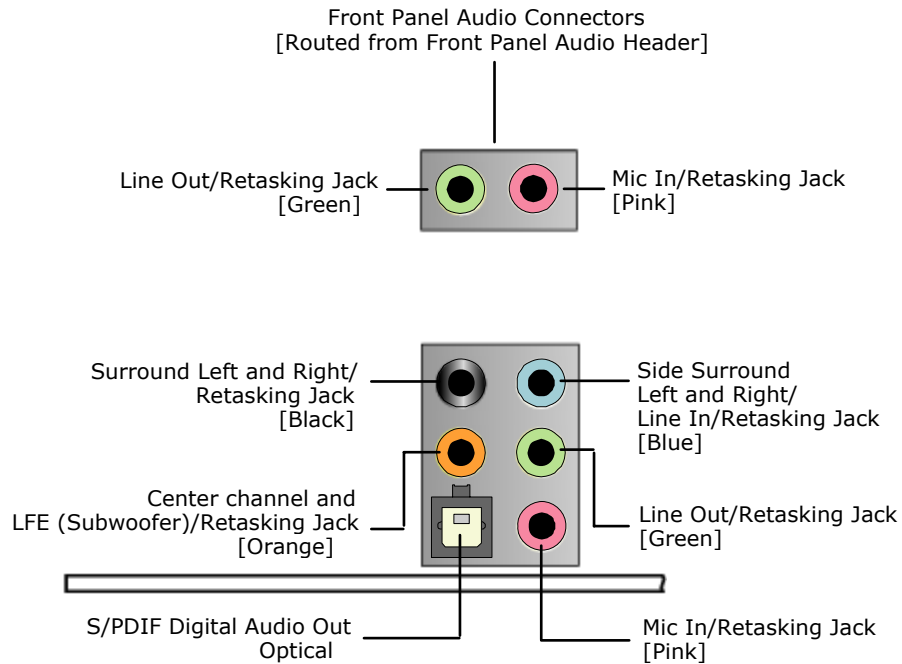 Front Panel Audio Connectors
[Routed from Front Panel Audio Header]
Line Out/Retasking Jack
[Green]
Mic In/Retasking Jack
[Pink]
Surround Left and Right/
Retasking Jack
[Black]
Side Surround
Left and Right/
Line In/Retasking Jack
[Blue]
Center channel and
LFE (Subwoofer)/Retasking Jack
[Orange]
Line Out/Retasking Jack
[Green]
S/PDIF Digital Audio Out
Optical
Mic In/Retasking Jack
[Pink]